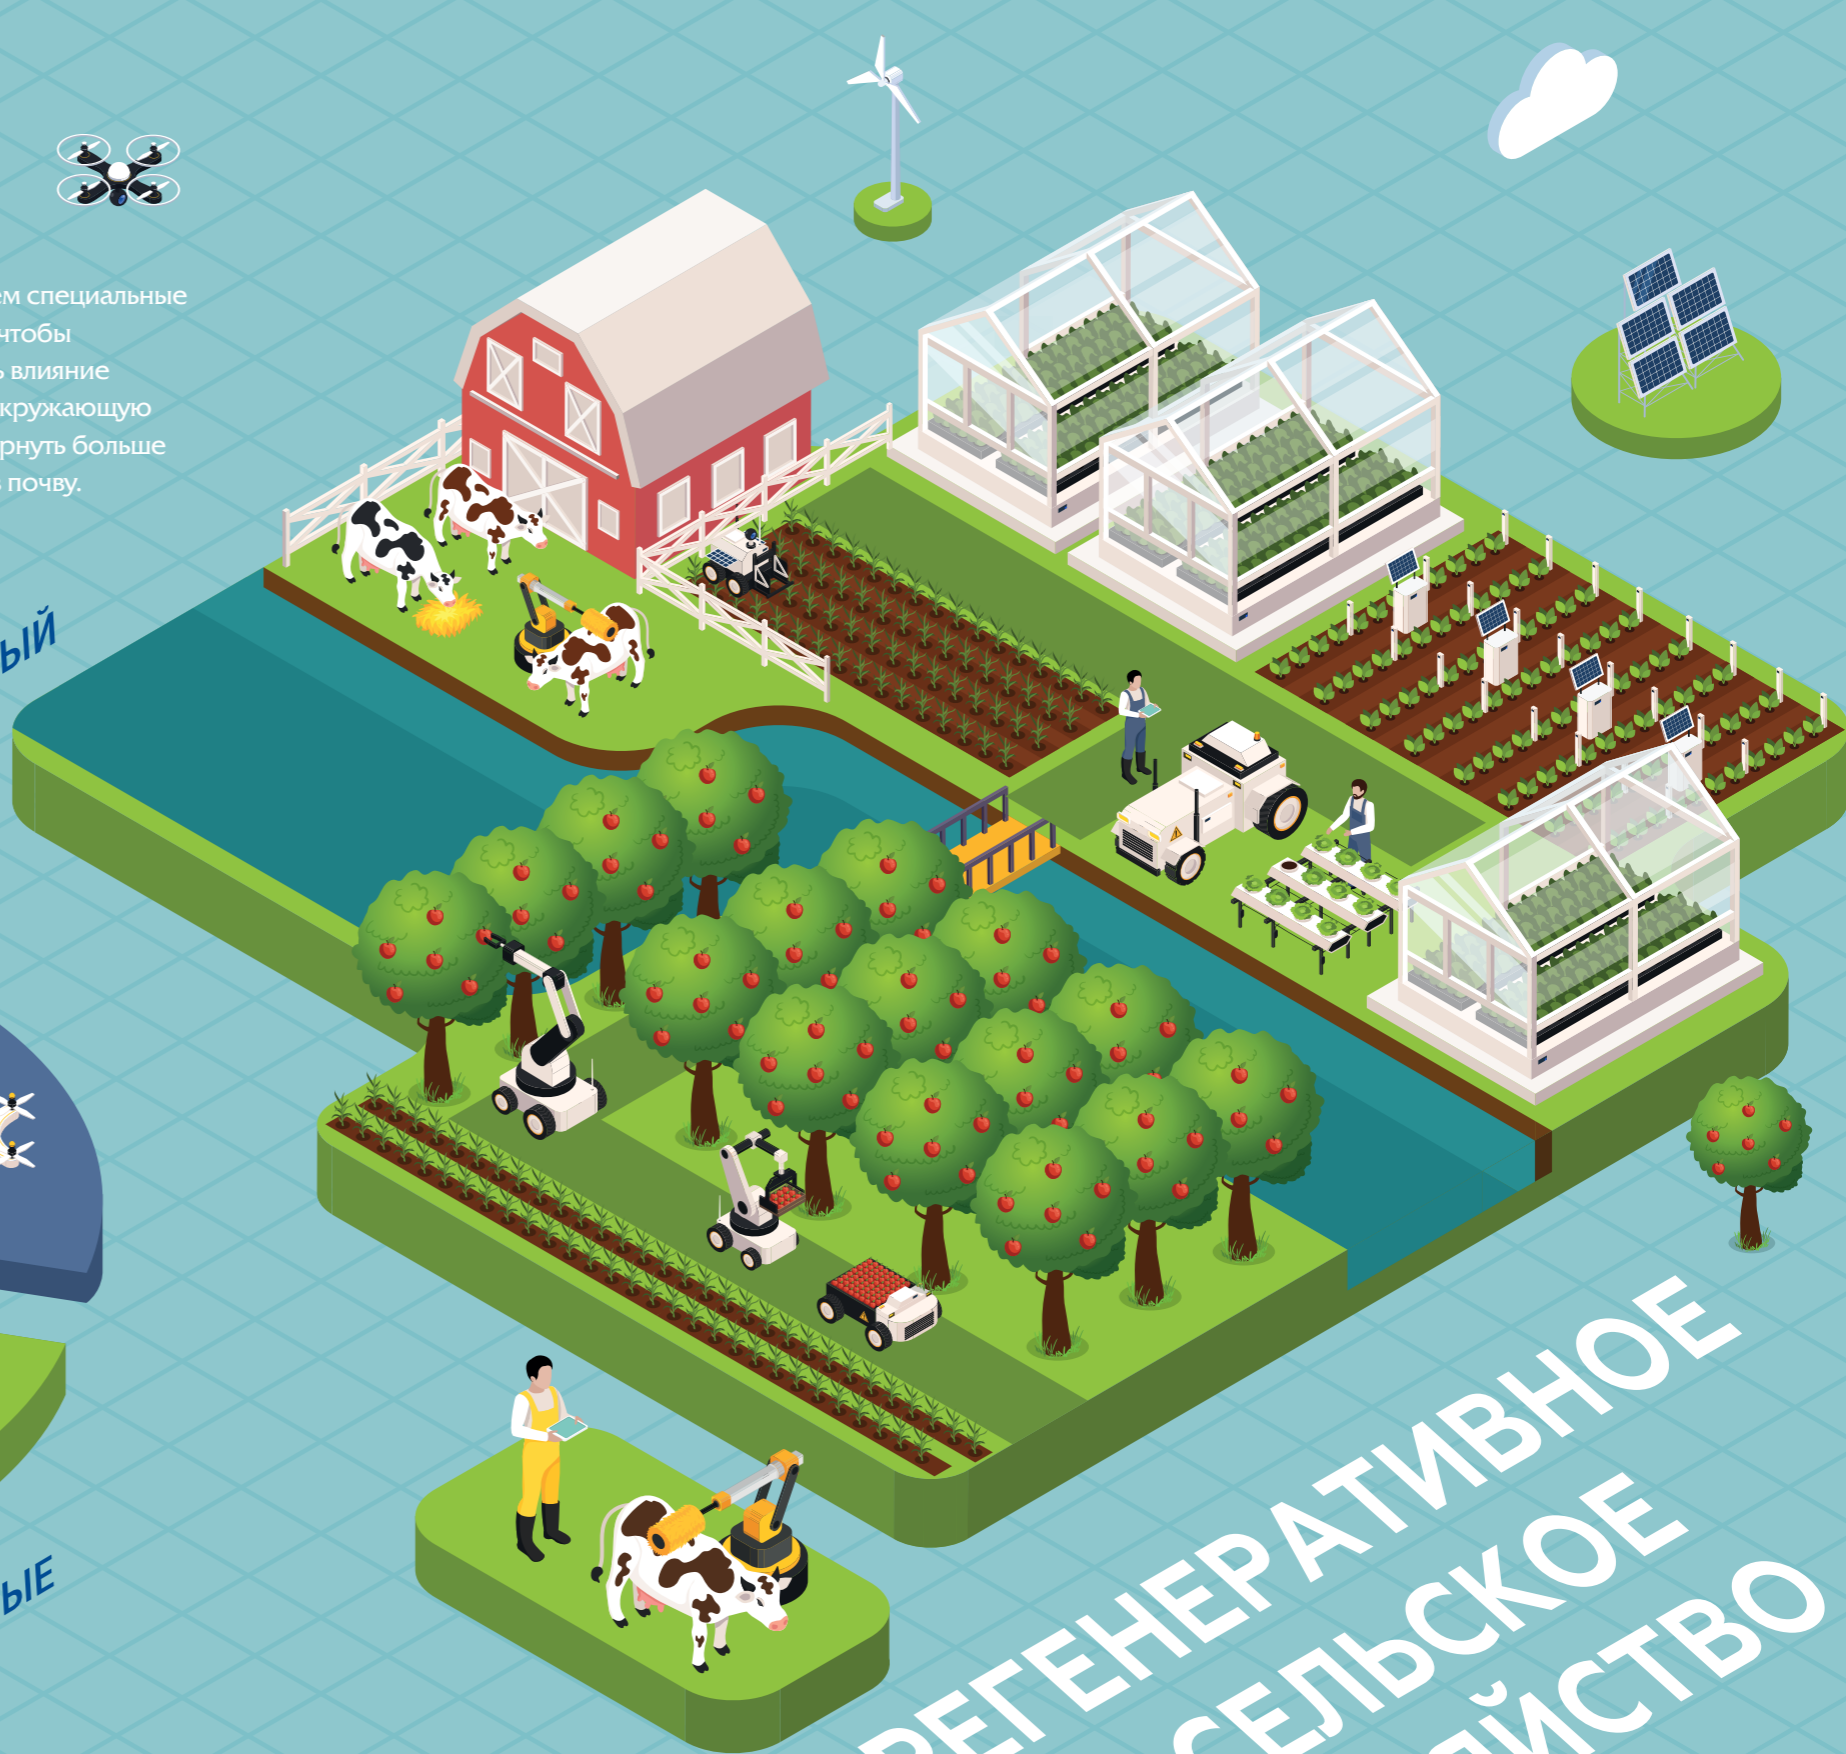 ем специальные
чтобы
ь влияние
кружающую
рнуть больше
в почву.
ЫЙ
ЫЕ
РЕГЕНЕРАТИВНОЕ
СЕЛЬСКОЕ
ЙСТВО